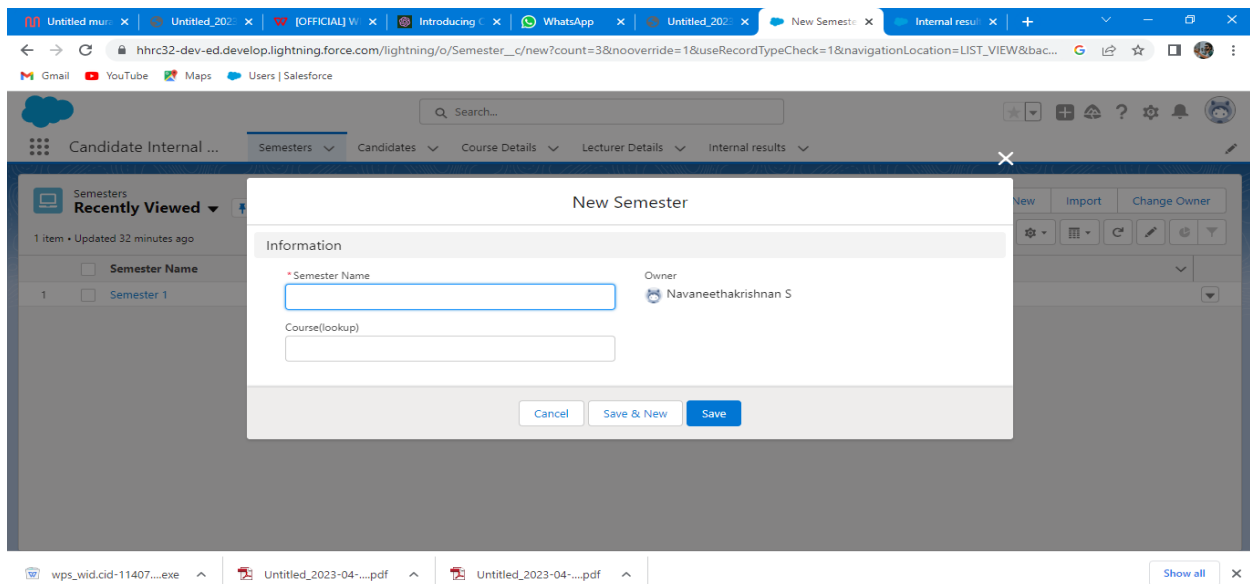 Untitled mura
Untitled_202
[OFFICIAL] W
Introducing C
WhatsApp
Untitled_202
New Semeste
Internal resul
hhrc32-dev-ed.develop.lightning.force.com/lightning/o/Semester__c/new?count=3&nooverride=1&useRecordTypeCheck=1&navigationLocation=LIST_VIEW&bac...
Gmail
YouTube
Maps
Users | Salesforce
Search...
Candidate Internal ...
Semesters
Candidates
Course Details
Lecturer Details
Internal results
Semesters
Recently Viewed
New
Import
Change Owner
1 item • Updated 32 minutes ago
Semester Name
1
Semester 1
New Semester
Information
*Semester Name
Owner
Navaneethakrishnan S
Course(lookup)
Cancel
Save & New
Save
wps_wid.cid-11407....exe
Untitled_2023-04-....pdf
Untitled_2023-04-....pdf
Show all